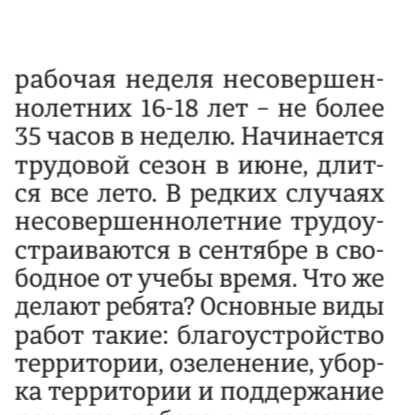 рабочая неделя несовершен-
нолетних 16-18 лет – не более
35 часов в неделю. Начинается
трудовой сезон в июне, длит-
ся все лето. В редких случаях
несовершеннолетние трудоу-
страиваются в сентябре в сво-
бодное от учебы время. Что же
делают ребята? Основные виды
работ такие: благоустройство
территории, озеленение, убор-
ка территории и поддержание